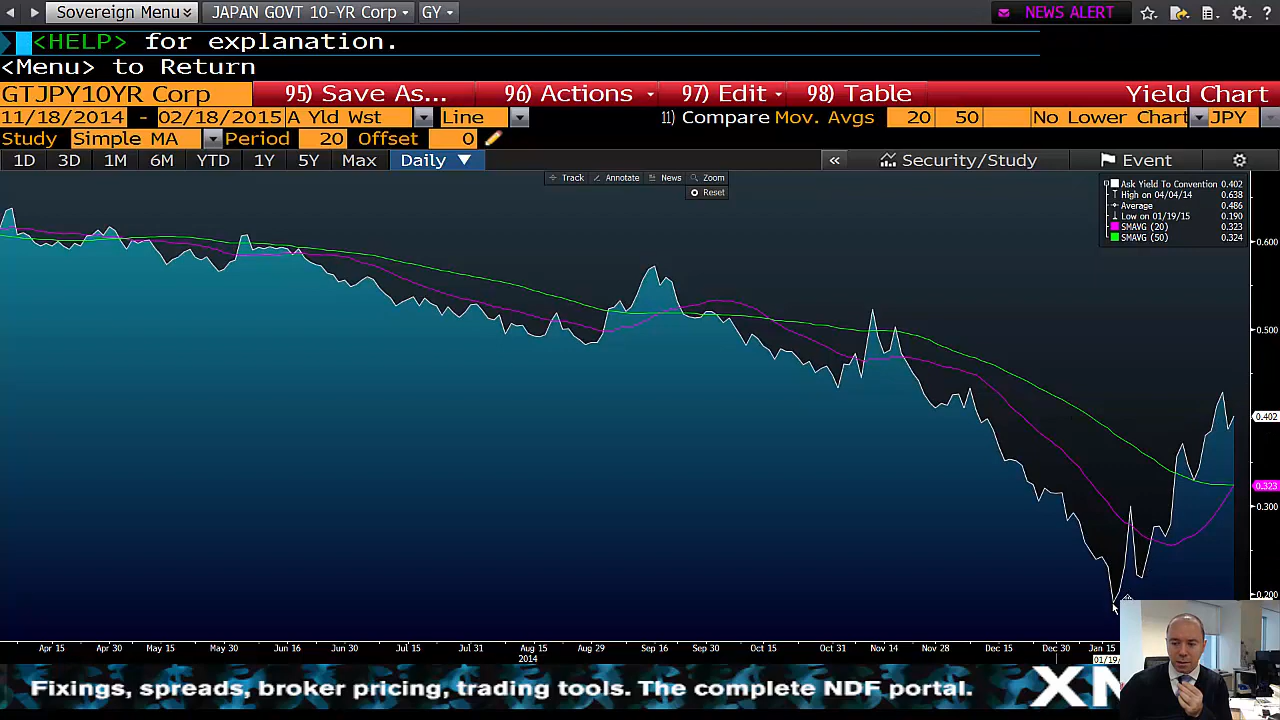 Sovereign Menu JAPAN GOVT 10-YR Corp GY NEWS ALERT ?
<HELP> for explanation.
<Menu> to Return
GTJPY10YR Corp 95) Save As... 96) Actions 97) Edit 98) Table Yield Chart
11/18/2014 - 02/18/2015 A Yld Wst Line 11) Compare Mov. Avgs 20 50 No Lower Chart JPY
Study Simple MA Period 20 Offset 0
1D 3D 1M 6M YTD 1Y 5Y Max Daily ▼ « Security/Study Event
Track Annotate News Zoom
Reset
Ask Yield To Convention 0.402
High on 04/04/14 0.638
Average 0.486
Low on 01/19/15 0.190
SMAVG (20) 0.323
SMAVG (50) 0.324
0.600
0.500
0.402
0.323
0.300
0.200
Apr 15 Apr 30 May 15 May 30 Jun 16 Jun 30 Jul 15 Jul 31 Aug 15 Aug 29 Sep 16 Sep 30 Oct 15 Oct 31 Nov 14 Nov 28 Dec 15 Dec 30 Jan 15
2014 01/19/
Fixings, spreads, broker pricing, trading tools. The complete NDF portal. XN